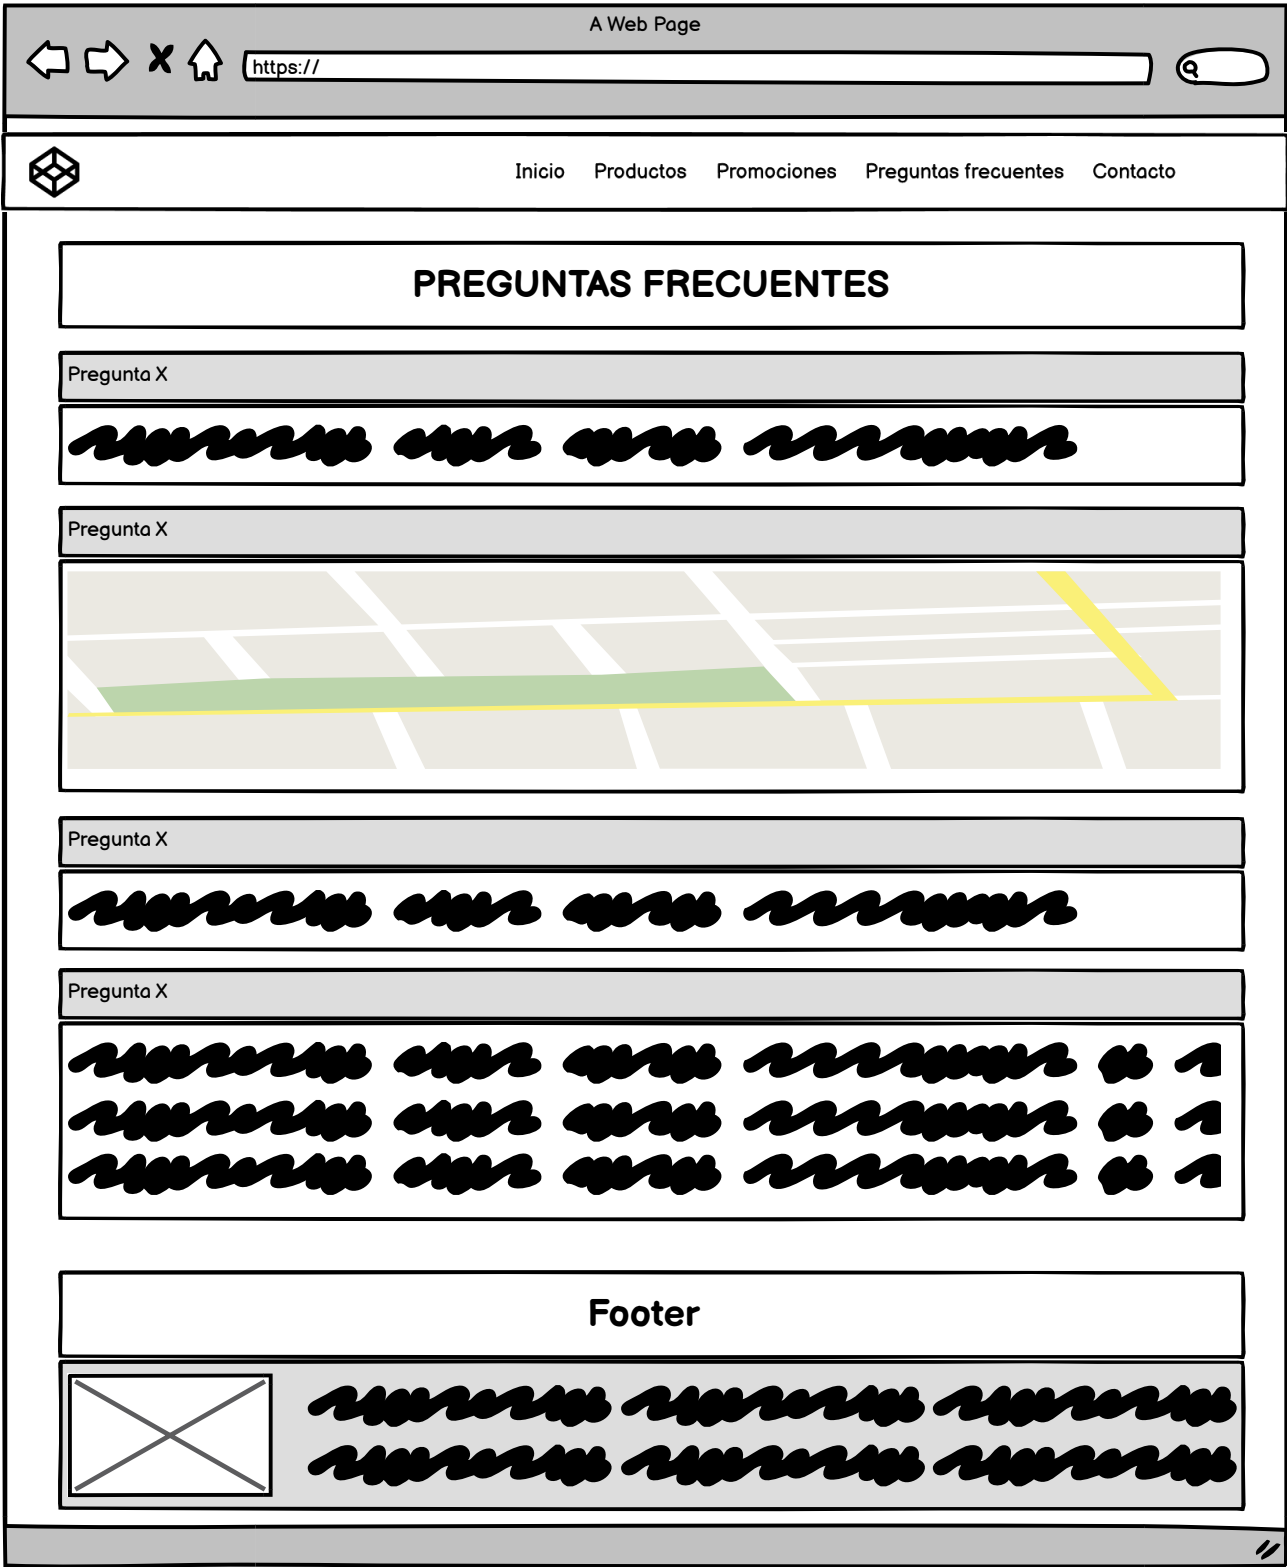 A Web Page
https://
Inicio Productos Promociones Preguntas frecuentes Contacto
PREGUNTAS FRECUENTES
Pregunta X
Pregunta X
Pregunta X
Pregunta X
Footer